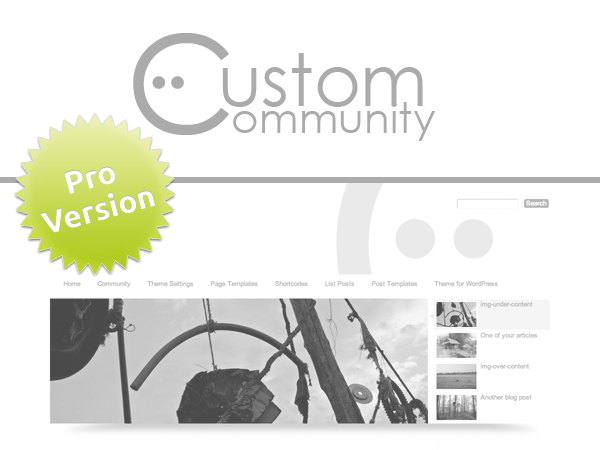 Custom
Community
Pro
Version
Search
Home Community Theme Settings Page Templates Shortcodes List Posts Post Templates Theme for WordPress
img-under-content
One of your articles
img-over-content
Another blog post